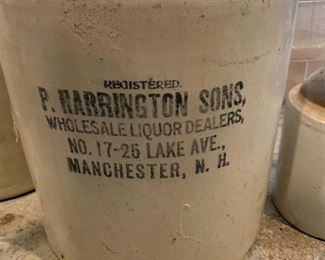 REGISTERED.
P. HARRINGTON SONS,
WHOLESALE LIQUOR DEALERS,
NO. 17-25 LAKE AVE.,
MANCHESTER, N. H.